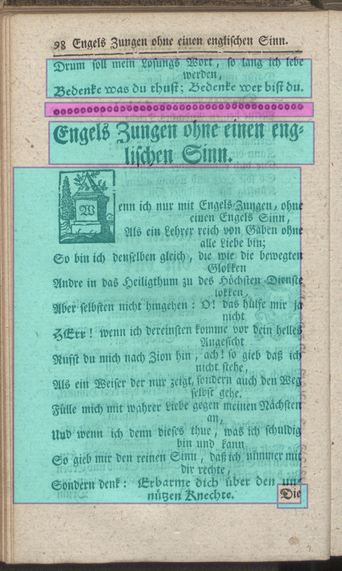 98 Engels Zungen ohne einen englischen Sinn.
Drum soll mein Losungs Wort, so lang ich lebe
werden,
Bedenke was du thust; Bedenke wer bist du.
Engels Zungen ohne einen eng-
lischen Sinn.
Wenn ich nur mit Engels-Zungen, ohne
einen Engels Sinn,
Als ein Lehrer reich von Gaben ohne
alle Liebe bin;
So bin ich denselben gleich, die wie die bewegten
Glokken
Andre in das Heiligthum zu des Höchsten Dienste
lokken,
Aber selbsten nicht hingehen: O! das hülfe mir ja
nicht
HErr! wenn ich dereinsten komme vor dein helles
Angesicht
Rufst du mich nach Zion hin, ach! so gieb daß ich
nicht stehe,
Als ein Weiser der nur zeigt, sondern auch den Weg
selbst gehe.
Fülle mich mit wahrer Liebe gegen meinen Nächsten
an,
Und wenn ich denn dieses thue, was ich schuldig
bin und kann
So gieb mir den reinen Sinn, daß ich nimmer mit
dir rechte,
Sondern denk: Erbarme dich über den un-
nützen Knechte.
Die